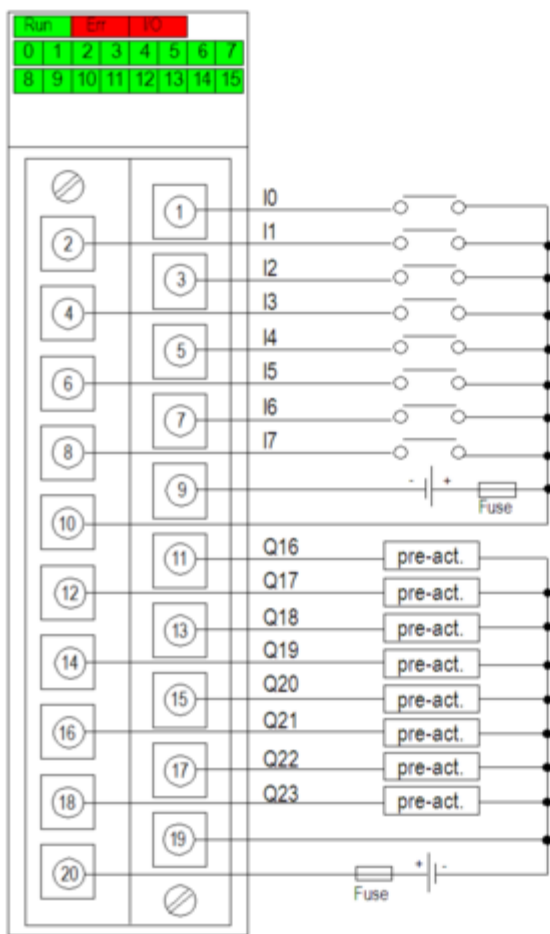 Run Err I/O
0 1 2 3 4 5 6 7
8 9 10 11 12 13 14 15
1 I0
2 I1
3 I2
4 I3
5 I4
6 I5
7 I6
8 I7
9 - +
Fuse
10
11 Q16 pre-act.
12 Q17 pre-act.
13 Q18 pre-act.
14 Q19 pre-act.
15 Q20 pre-act.
16 Q21 pre-act.
17 Q22 pre-act.
18 Q23 pre-act.
19
20 + -
Fuse